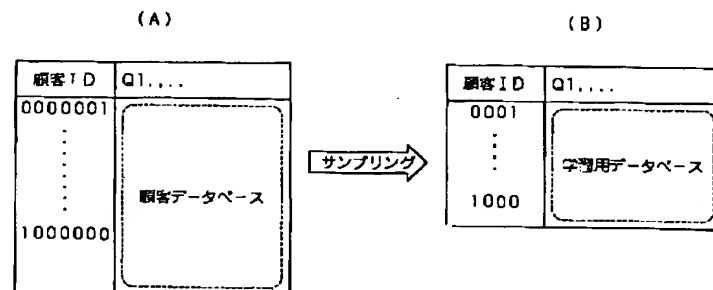 (A)
(B)
顧客ID
Q1....
0000001
顧客データベース
1000000
サンプリング
顧客ID
Q1....
0001
学習用データベース
1000